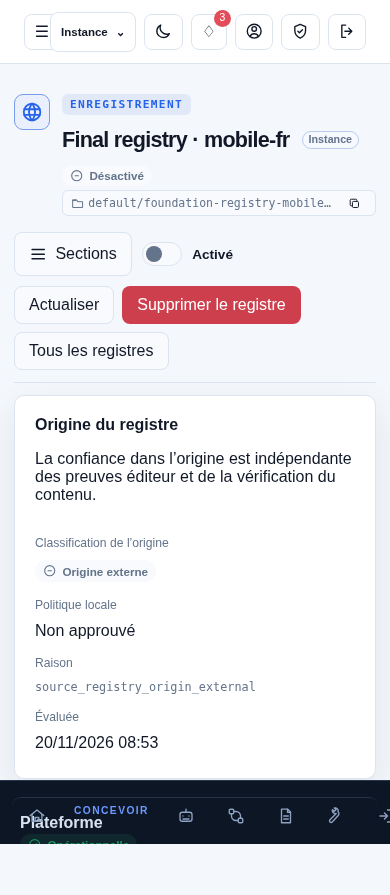 Instance
3
ENREGISTREMENT
Final registry · mobile-fr
Instance
Désactivé
default/foundation-registry-mobile…
Sections
Activé
Actualiser
Supprimer le registre
Tous les registres
Origine du registre
La confiance dans l’origine est indépendante
des preuves éditeur et de la vérification du
contenu.
Classification de l’origine
Origine externe
Politique locale
Non approuvé
Raison
source_registry_origin_external
Évaluée
20/11/2026 08:53
CONCEVOIR
Plateforme
Opérationnelle